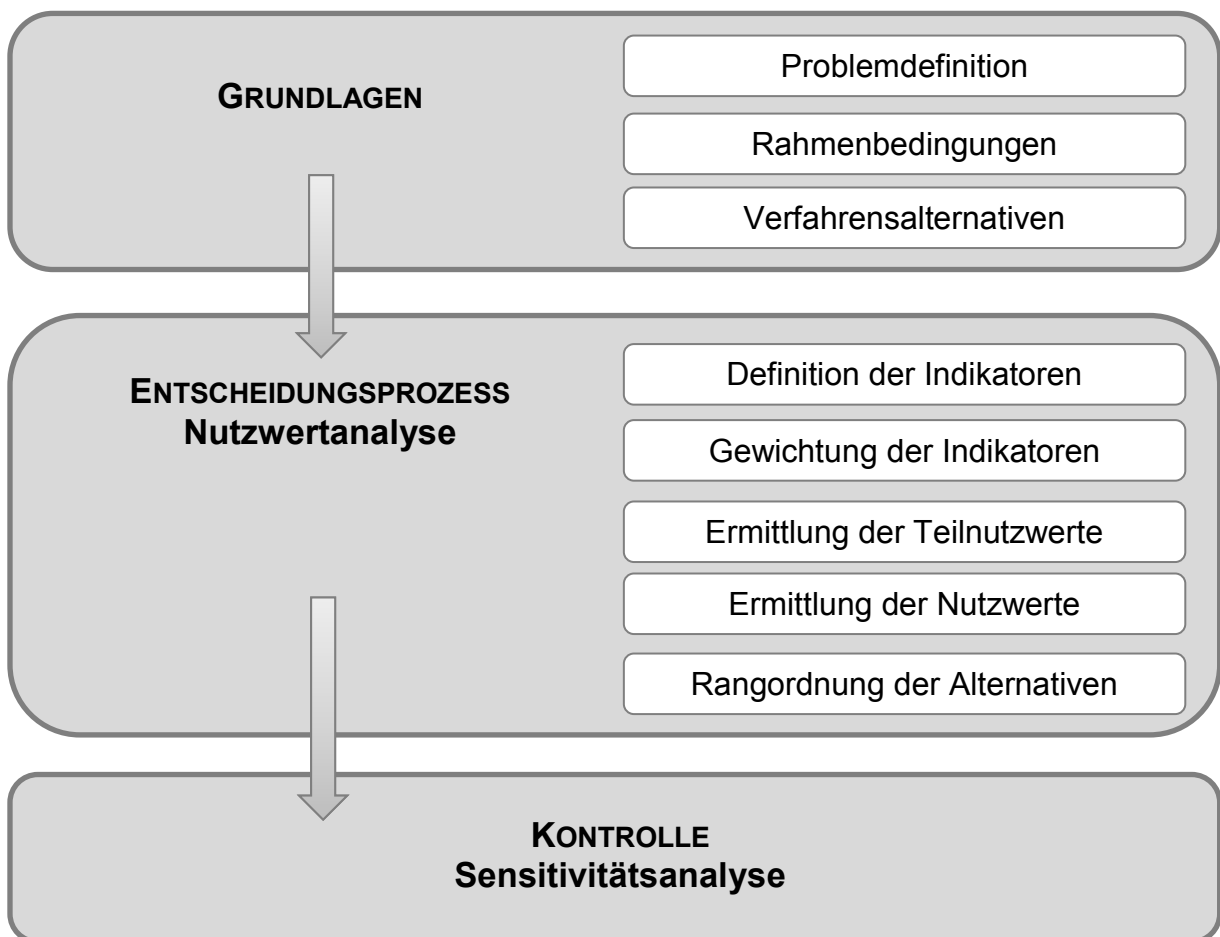 GRUNDLAGEN
Problemdefinition
Rahmenbedingungen
Verfahrensalternativen
ENTSCHEIDUNGSPROZESS
Nutzwertanalyse
Definition der Indikatoren
Gewichtung der Indikatoren
Ermittlung der Teilnutzwerte
Ermittlung der Nutzwerte
Rangordnung der Alternativen
KONTROLLE
Sensitivitätsanalyse